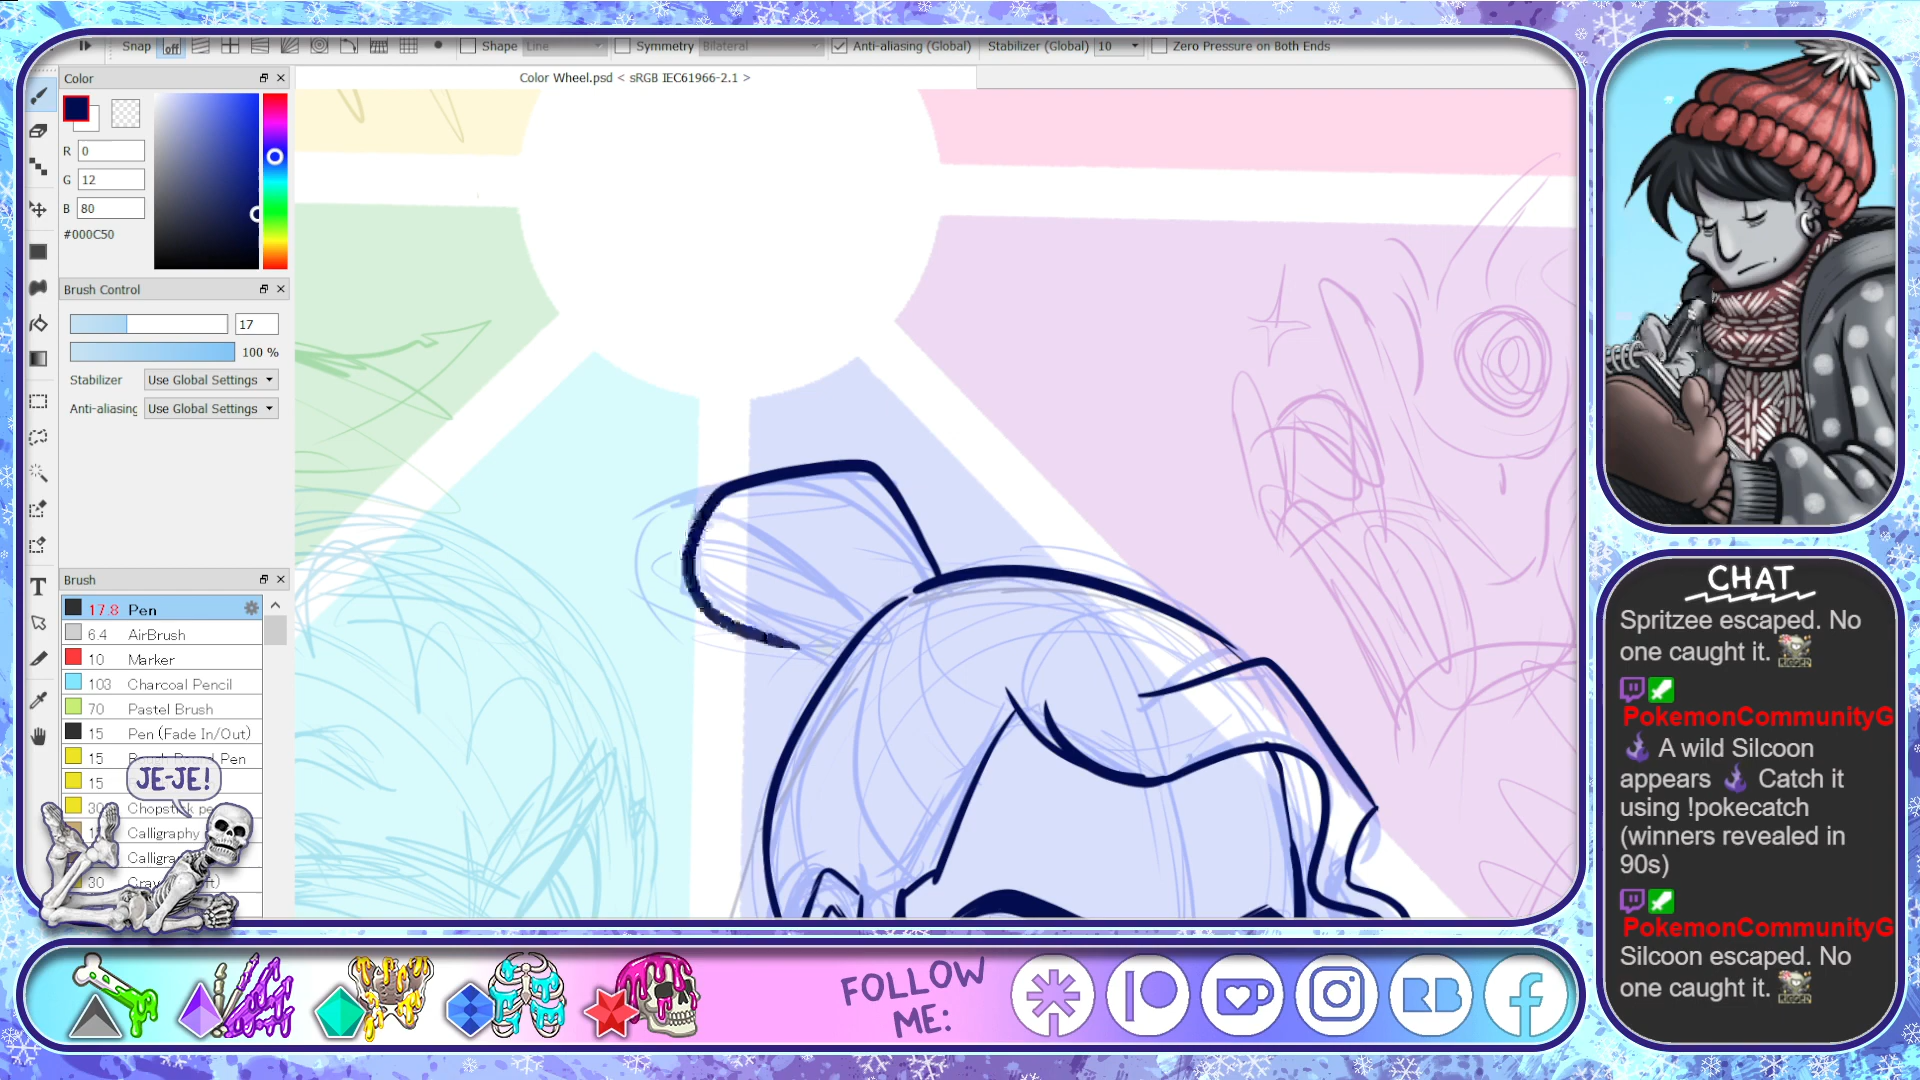 Snap off Shape Line Symmetry Bilateral Anti-aliasing (Global) Stabilizer (Global) 10 Zero Pressure on Both Ends
Color
Color Wheel.psd < sRGB IEC61966-2.1 >
R 0
G 12
B 80
#000C50
Brush Control
17
100 %
Stabilizer Use Global Settings
Anti-aliasing Use Global Settings
Brush
17.8 Pen
6.4 AirBrush
10 Marker
103 Charcoal Pencil
70 Pastel Brush
15 Pen (Fade In/Out)
15 Pen
15
JE-JE!
Chopstick pe
Calligraphy
Calligra
30
T
CHAT
Spritzee escaped. No
one caught it.
PokemonCommunityG
A wild Silcoon
appears Catch it
using !pokecatch
(winners revealed in
90s)
PokemonCommunityG
Silcoon escaped. No
one caught it.
FOLLOW
ME:
RB